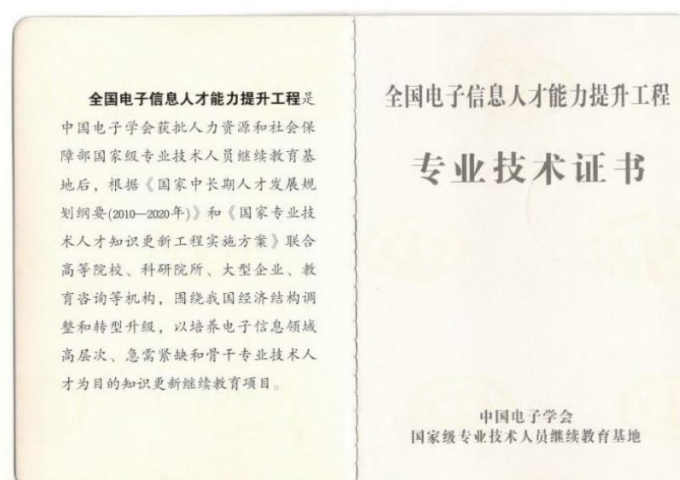 全国电子信息人才能力提升工程是
中国电子学会获批人力资源和社会保
障部国家级专业技术人员继续教育基
地后，根据《国家中长期人才发展规
划纲要(2010—2020年)》和《国家专业技
术人才知识更新工程实施方案》联合
高等院校、科研院所、大型企业、教
育咨询等机构，围绕我国经济结构调
整和转型升级，以培养电子信息领域
高层次、急需紧缺和骨干专业技术人
才为目的知识更新继续教育项目。
全国电子信息人才能力提升工程
专业技术证书
中国电子学会
国家级专业技术人员继续教育基地